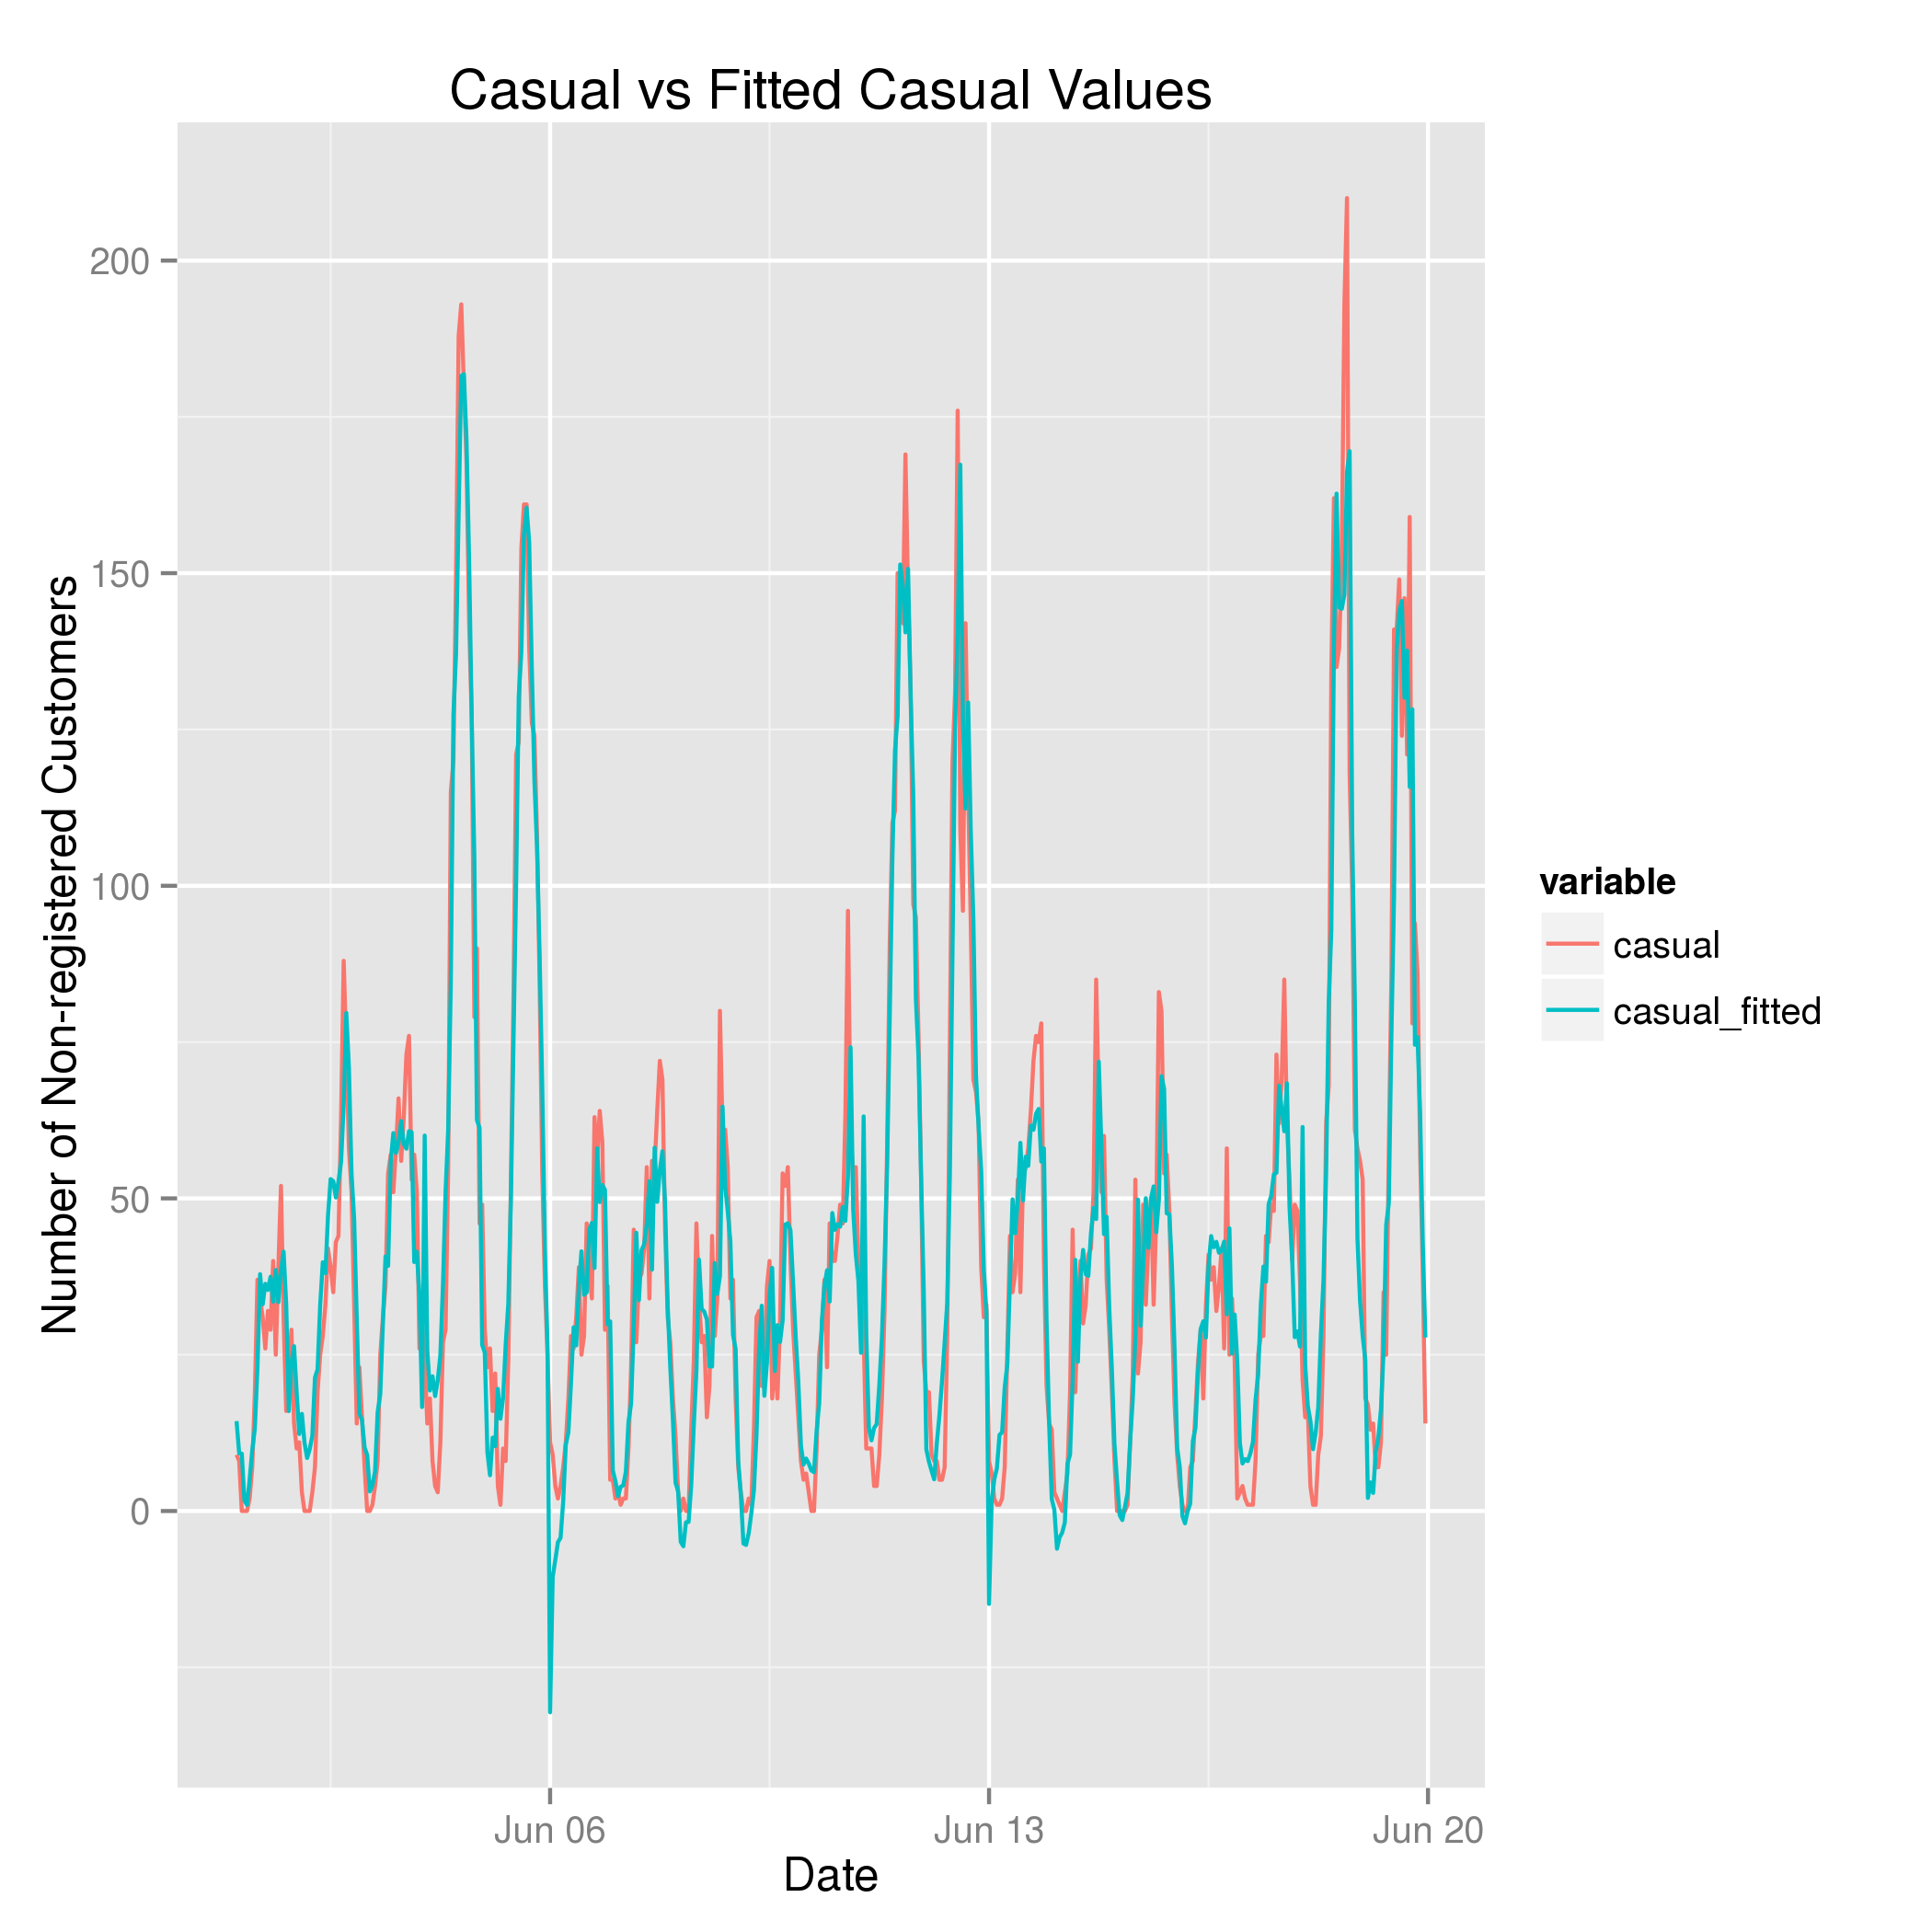 Casual vs Fitted Casual Values
Number of Non-registered Customers
200
150
100
50
0
Jun 06
Jun 13
Jun 20
Date
variable
casual
casual_fitted